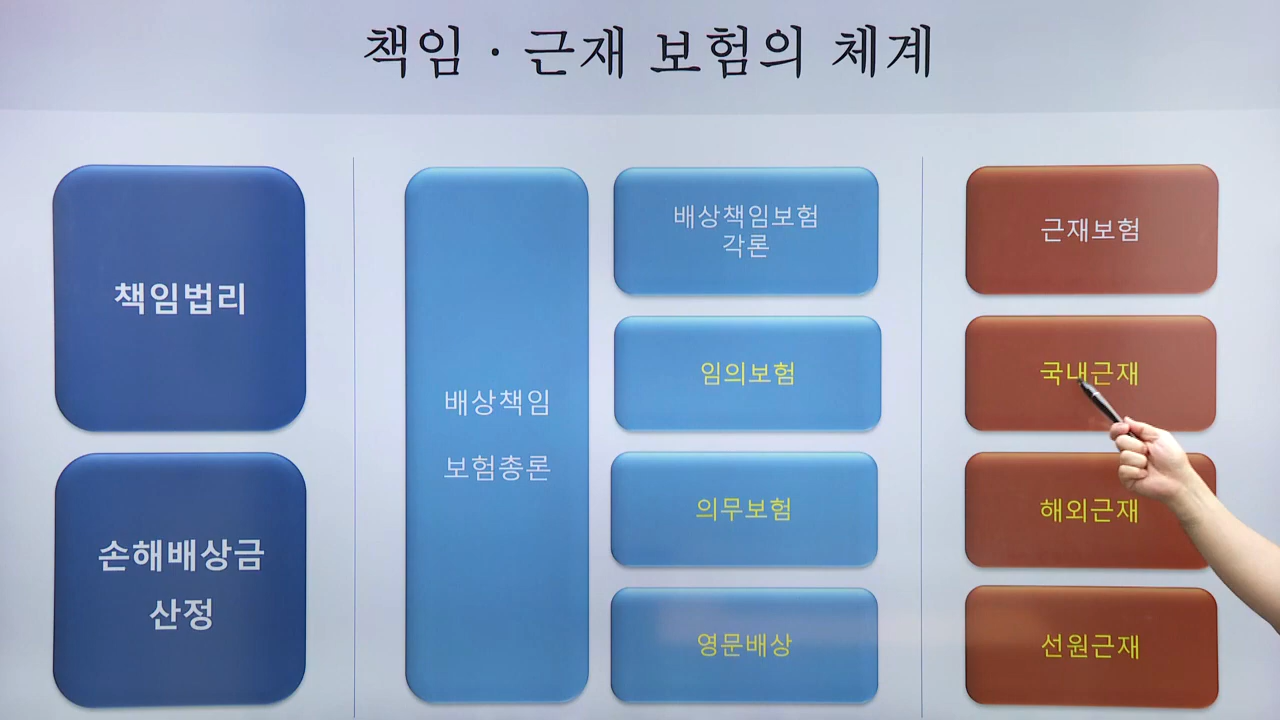 책임 · 근재 보험의 체계
책임법리
손해배상금
산정
배상책임
보험총론
배상책임보험
각론
임의보험
의무보험
영문배상
근재보험
국내근재
해외근재
선원근재